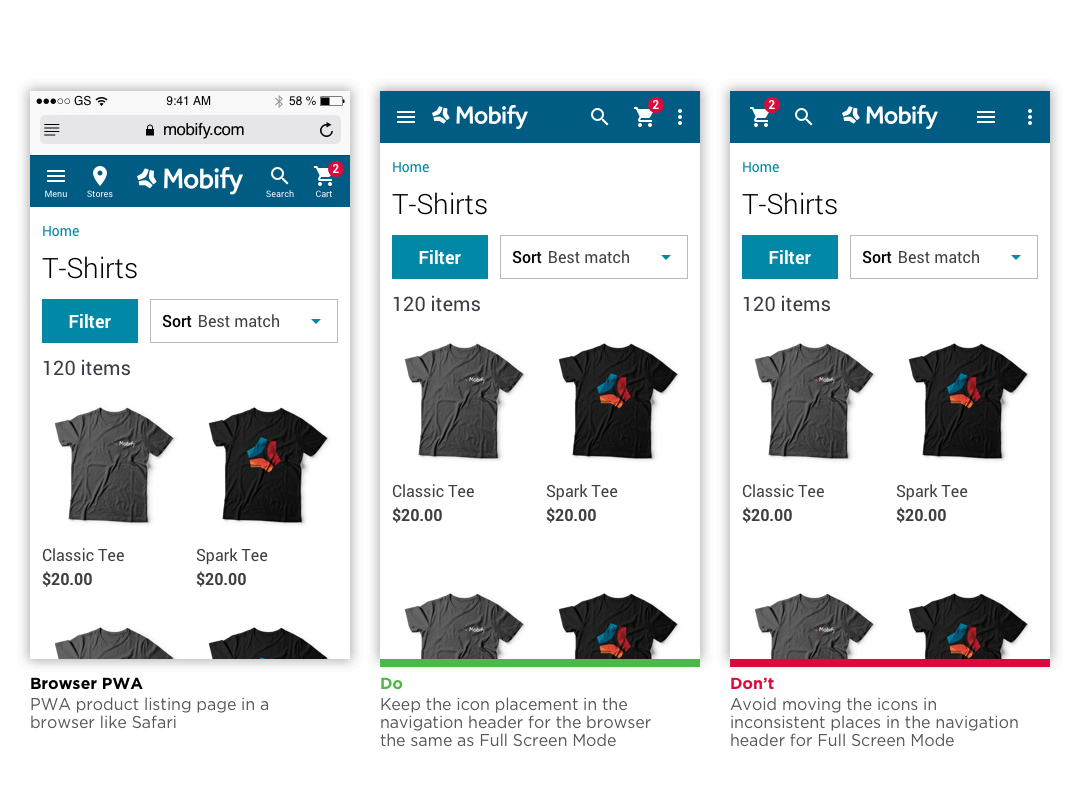 GS 9:41 AM 58 %
mobify.com
Mobify 2
Menu Stores Search Cart
Home
T-Shirts
Filter Sort Best match
120 items
Mobify
Classic Tee Spark Tee
$20.00 $20.00
Browser PWA
PWA product listing page in a
browser like Safari
Mobify 2
Home
T-Shirts
Filter Sort Best match
120 items
Mobify
Classic Tee Spark Tee
$20.00 $20.00
Mobify
Do
Keep the icon placement in the
navigation header for the browser
the same as Full Screen Mode
2 Mobify
Home
T-Shirts
Filter Sort Best match
120 items
Mobify
Classic Tee Spark Tee
$20.00 $20.00
Mobify
Don't
Avoid moving the icons in
inconsistent places in the navigation
header for Full Screen Mode